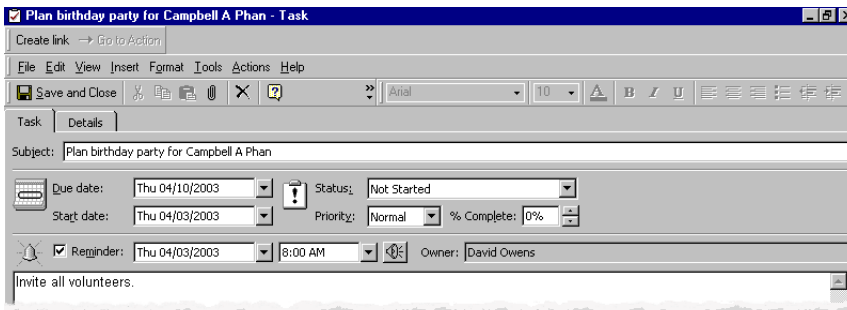 Plan birthday party for Campbell A Phan - Task
Create link Go to Action
File Edit View Insert Format Tools Actions Help
Save and Close Arial 10 A B I U
Task Details
Subject: Plan birthday party for Campbell A Phan
Due date: Thu 04/10/2003 Status: Not Started
Start date: Thu 04/03/2003 Priority: Normal % Complete: 0%
Reminder: Thu 04/03/2003 8:00 AM Owner: David Owens
Invite all volunteers.